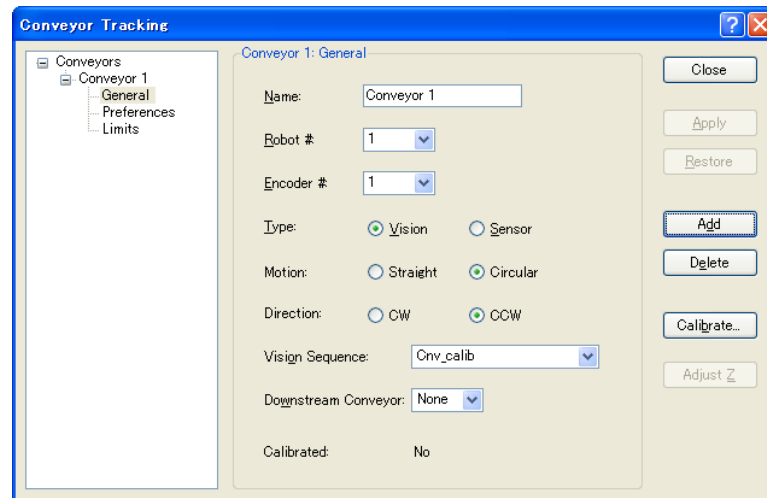 Conveyor Tracking
Conveyors
Conveyor 1
General
Preferences
Limits
Conveyor 1: General
Name: Conveyor 1
Robot # 1
Encoder # 1
Type: Vision Sensor
Motion: Straight Circular
Direction: CW CCW
Vision Sequence: Cnv_calib
Downstream Conveyor: None
Calibrated: No
Close
Apply
Restore
Add
Delete
Calibrate...
Adjust Z